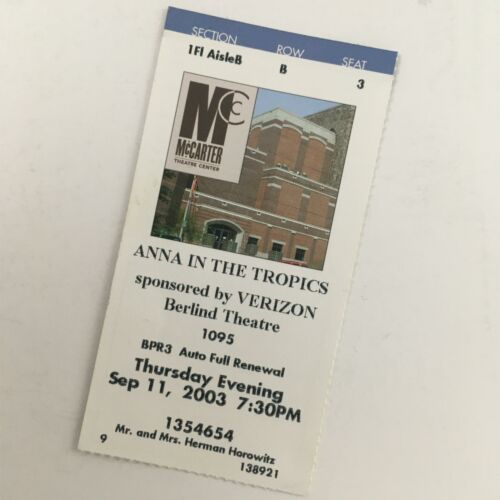 SECTION ROW SEAT
1Fl AisleB B 3
MCC
McCARTER
THEATRE CENTER
ANNA IN THE TROPICS
sponsored by VERIZON
Berlind Theatre
1095
BPR3 Auto Full Renewal
Thursday Evening
Sep 11, 2003 7:30PM
1354654
Mr. and Mrs. Herman Horowitz
9 138921